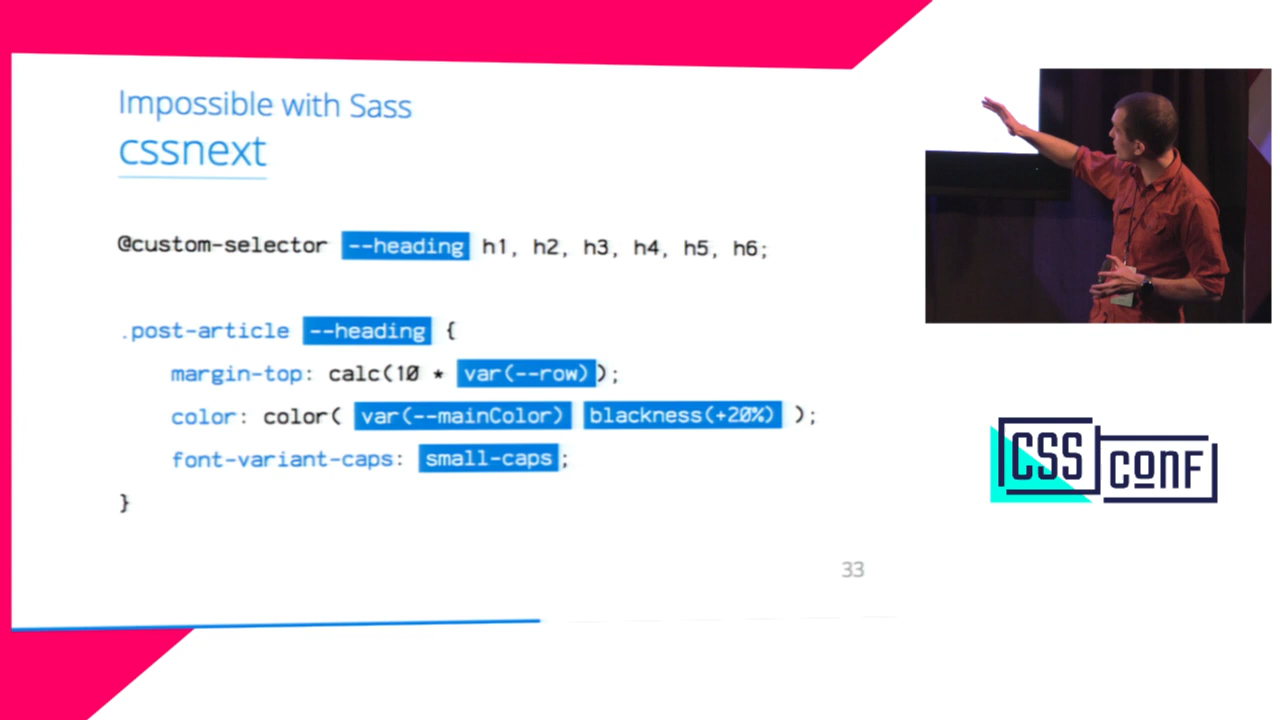 Impossible with Sass
cssnext
@custom-selector --heading h1, h2, h3, h4, h5, h6;
.post-article --heading {
margin-top: calc(10 * var(--row));
color: color( var(--mainColor) blackness(+20%) );
font-variant-caps: small-caps;
}
33
CSS
CONF